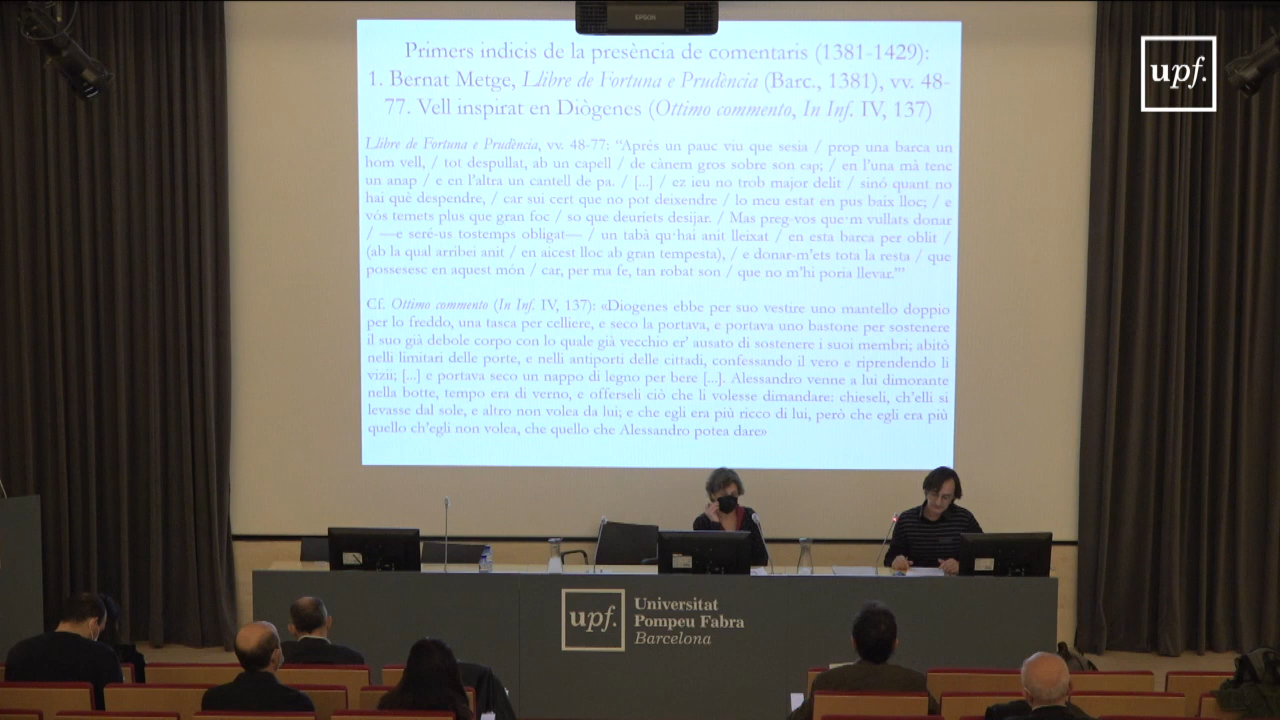 EPSON
upf.
Primers indicis de la presència de comentaris (1381-1429):
1. Bernat Metge, Llibre de Fortuna e Prudència (Barc., 1381), vv. 48-
77. Vell inspirat en Diògenes (Ottimo commento, In Inf. IV, 137)
Llibre de Fortuna e Prudència, vv. 48-77: “Aprés un pauc viu que sesia / prop una barca un
hom vell, / tot despullat, ab un capell / de cànem gros sobre son cap; / en l’una mà tenc
un anap / e en l’altra un cantell de pa. / [...] / ez ieu no trob major delit / sinó quant no
hai què despendre, / car sui cert que no pot deixendre / lo meu estat en pus baix lloc; / e
vós temets plus que gran foc / so que deuríets desijar. / Mas preg-vos que·m vullats donar
/ —e seré-us tostemps obligat— / un tabà qu·hai anit lleixat / en esta barca per oblit /
(ab la qual arribei anit / en aicest lloc ab gran tempesta), / e donar-m’ets tota la resta / que
possesesc en aquest món / car, per ma fe, tan robat son / que no m’hi poria llevar.”’
Cf. Ottimo commento (In Inf. IV, 137): «Diogenes ebbe per suo vestire uno mantello doppio
per lo freddo, una tasca per celliere, e seco la portava, e portava uno bastone per sostenere
il suo già debole corpo con lo quale già vecchio er’ ausato di sostenere i suoi membri; abitò
nelli limitari delle porte, e nelli antiporti delle cittadi, confessando il vero e riprendendo li
vizii; [...] e portava seco un nappo di legno per bere [...]. Alessandro venne a lui dimorante
nella botte, tempo era di verno, e offerseli ciò che li volesse dimandare: chieseli, ch’elli si
levasse dal sole, e altro non volea da lui; e che egli era più ricco di lui, però che egli era più
quello ch’egli non volea, che quello che Alessandro potea dare»
upf.
Universitat
Pompeu Fabra
Barcelona